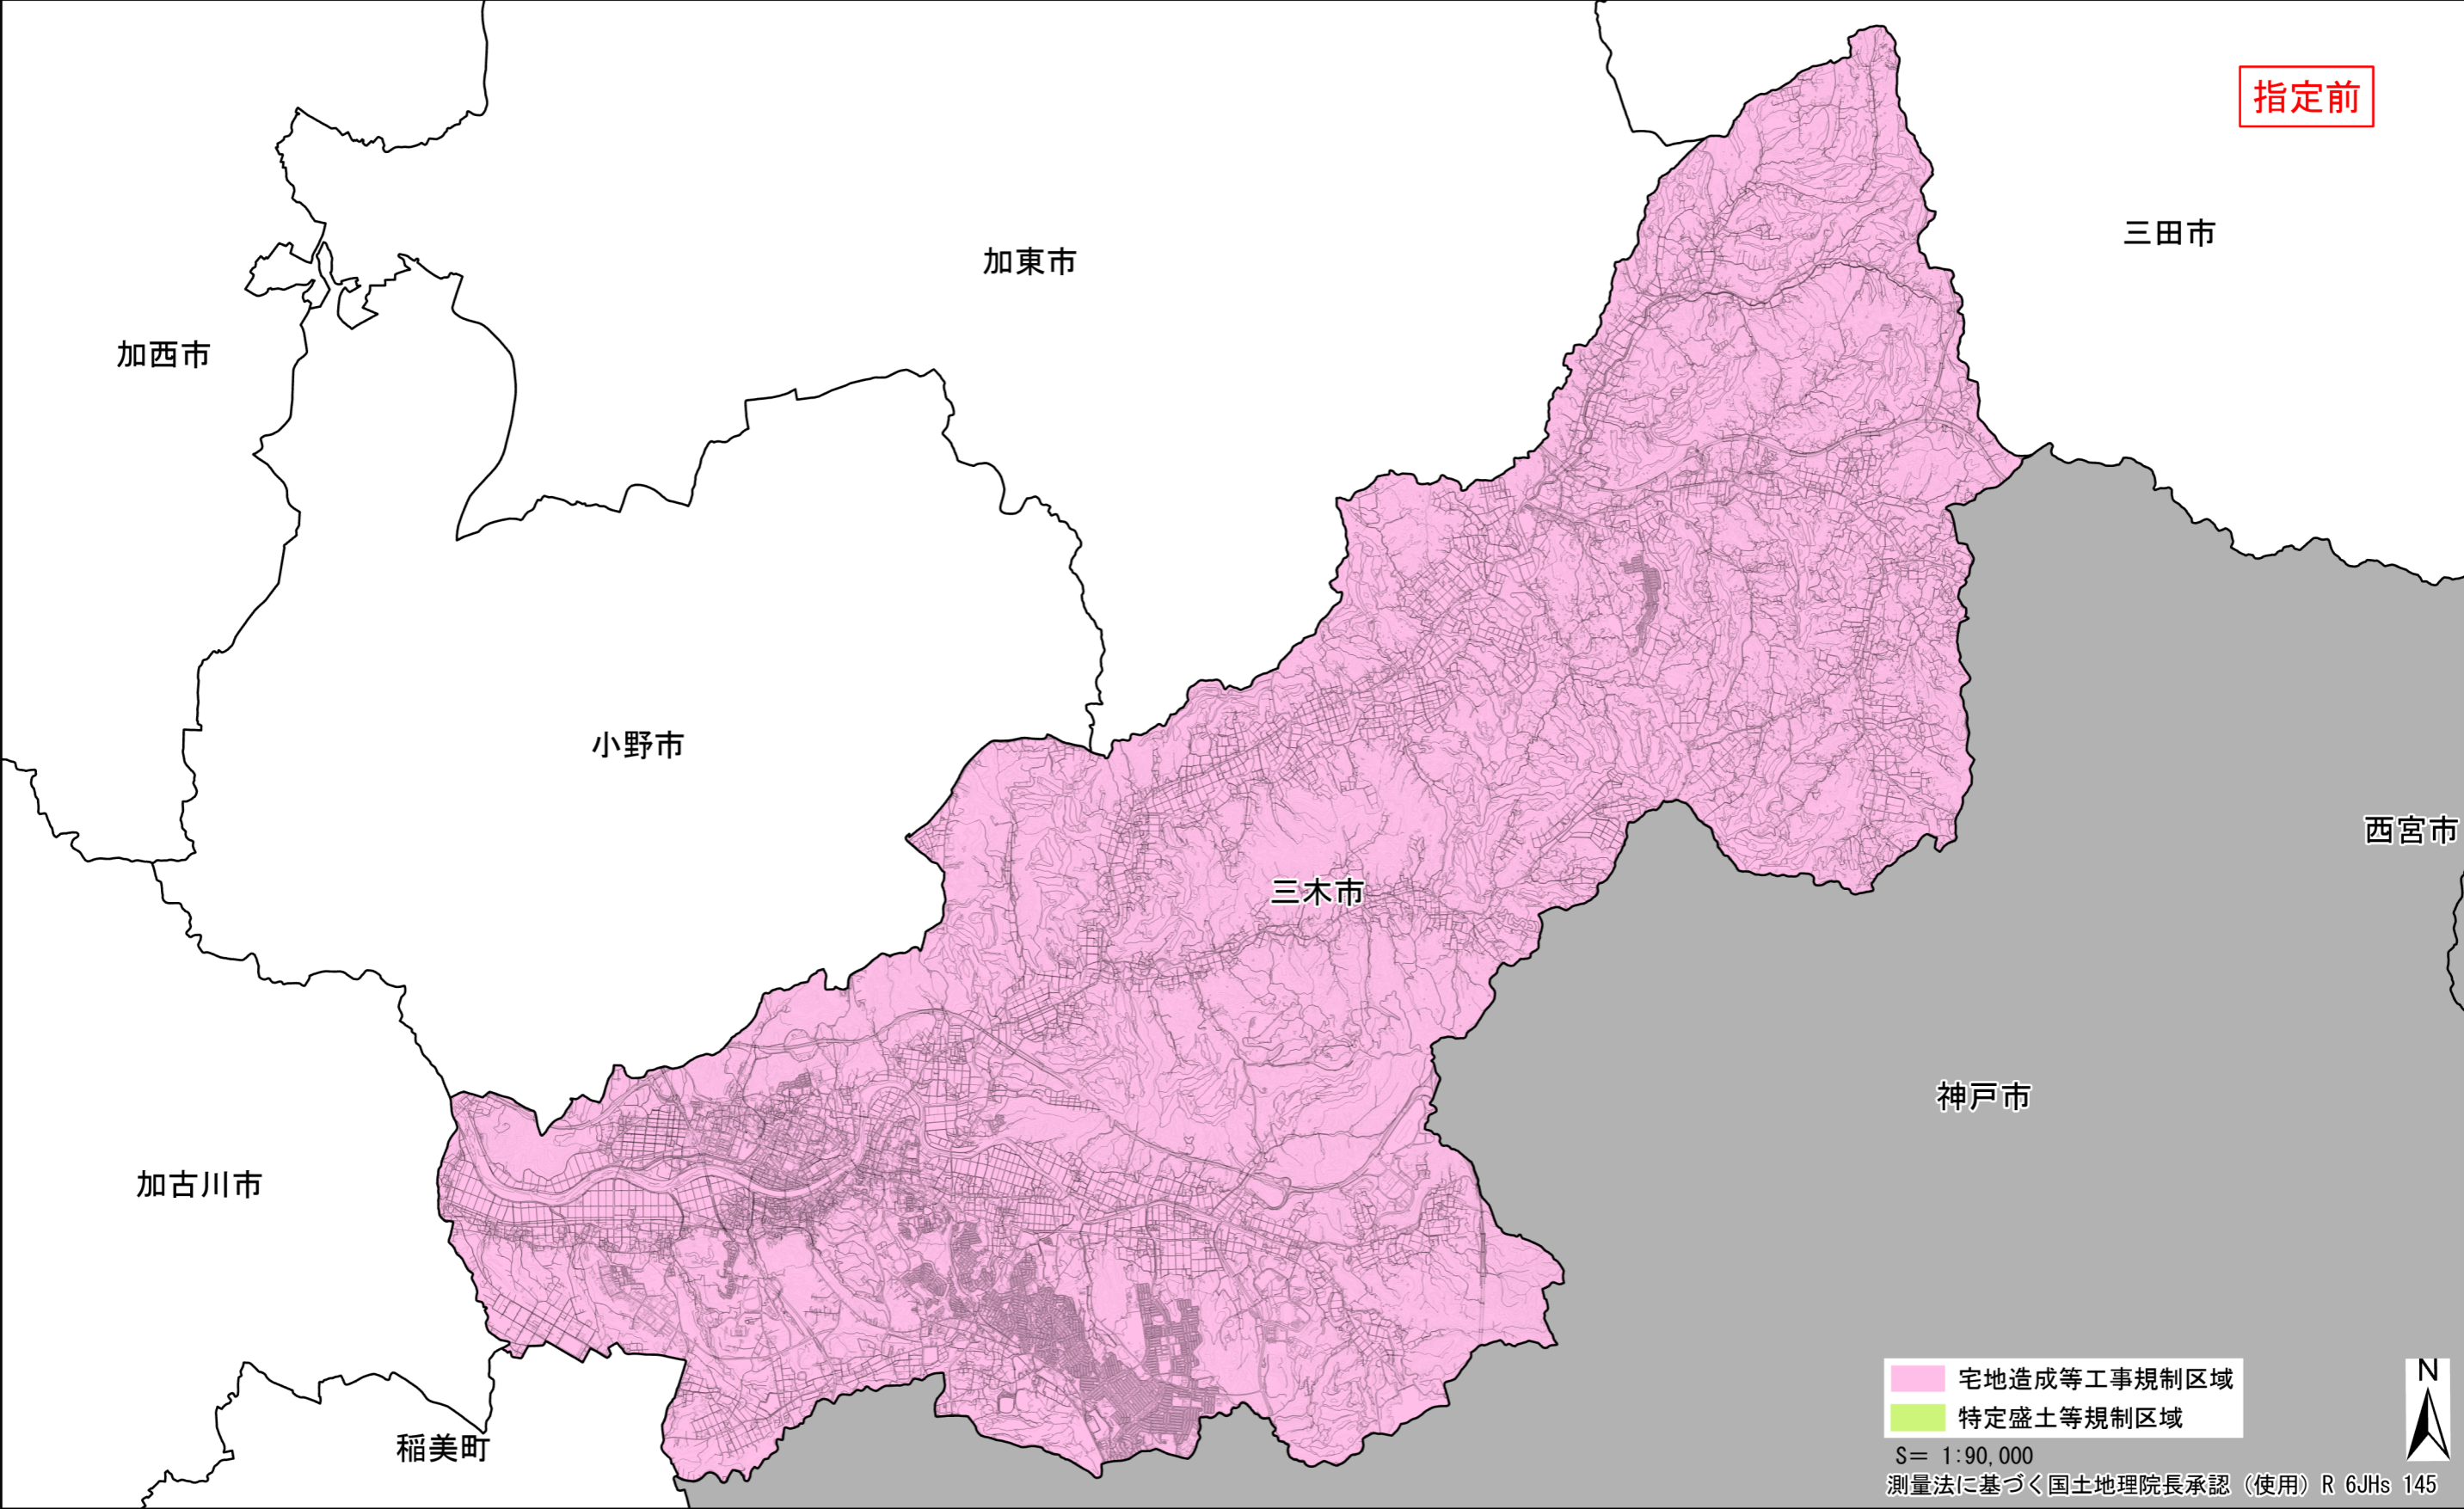 指定前
三田市
加東市
加西市
小野市
西宮市
三木市
神戸市
加古川市
稲美町
宅地造成等工事規制区域
特定盛土等規制区域
N
S＝ 1:90,000
測量法に基づく国土地理院長承認（使用）R 6JHs 145